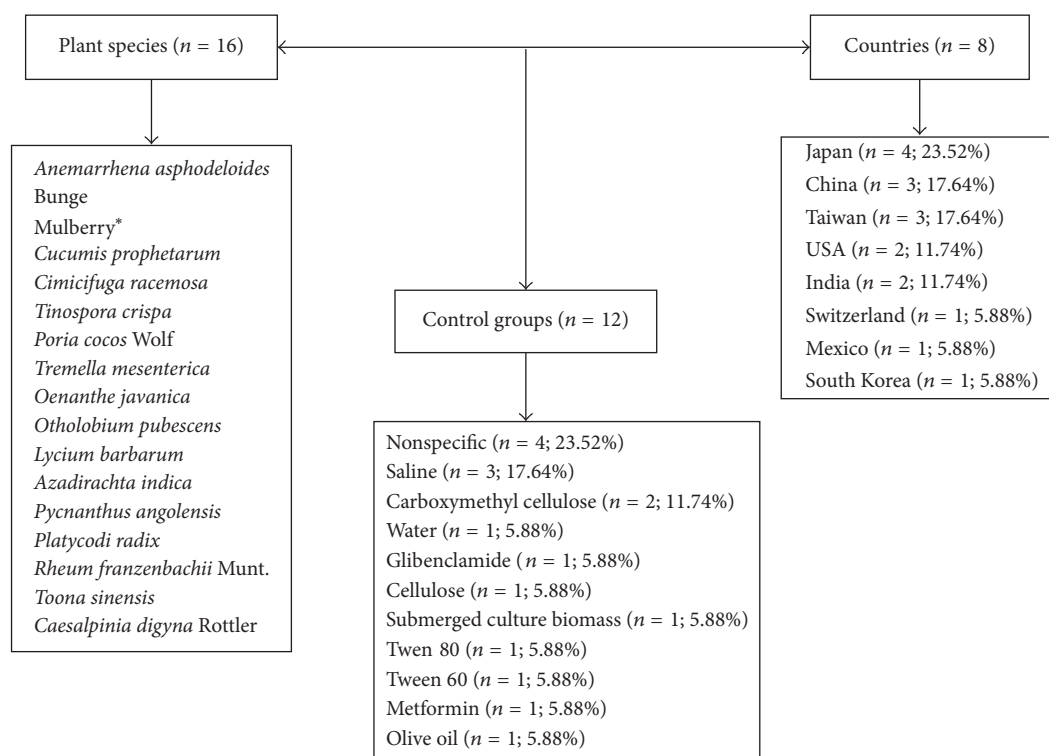 Plant species (n = 16)
Countries (n = 8)
Anemarrhena asphodeloides
Bunge
Mulberry*
Cucumis prophetarum
Cimicifuga racemosa
Tinospora crispa
Poria cocos Wolf
Tremella mesenterica
Oenanthe javanica
Otholobium pubescens
Lycium barbarum
Azadirachta indica
Pycnanthus angolensis
Platycodi radix
Rheum franzenbachii Munt.
Toona sinensis
Caesalpinia digyna Rottler
Japan (n = 4; 23.52%)
China (n = 3; 17.64%)
Taiwan (n = 3; 17.64%)
USA (n = 2; 11.74%)
India (n = 2; 11.74%)
Switzerland (n = 1; 5.88%)
Mexico (n = 1; 5.88%)
South Korea (n = 1; 5.88%)
Control groups (n = 12)
Nonspecific (n = 4; 23.52%)
Saline (n = 3; 17.64%)
Carboxymethyl cellulose (n = 2; 11.74%)
Water (n = 1; 5.88%)
Glibenclamide (n = 1; 5.88%)
Cellulose (n = 1; 5.88%)
Submerged culture biomass (n = 1; 5.88%)
Twen 80 (n = 1; 5.88%)
Tween 60 (n = 1; 5.88%)
Metformin (n = 1; 5.88%)
Olive oil (n = 1; 5.88%)